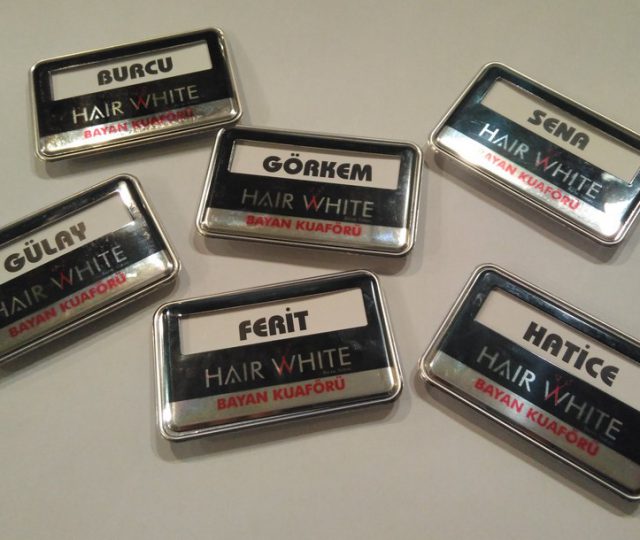 BURCU
HAIR WHITE
BAYAN KUAFÖRÜ
SENA
HAIR WHITE
BAYAN KUAFÖRÜ
GÖRKEM
HAIR WHITE
BAYAN KUAFÖRÜ
GÜLAY
HAIR WHITE
BAYAN KUAFÖRÜ
FERİT
HAIR WHITE
BAYAN KUAFÖRÜ
HATİCE
HAIR WHITE
BAYAN KUAFÖRÜ